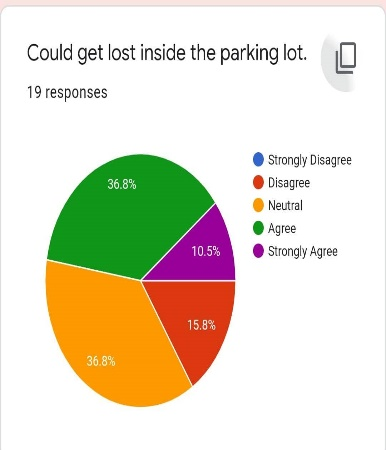 Could get lost inside the parking lot.
19 responses
Strongly Disagree
Disagree
Neutral
Agree
Strongly Agree
36.8%
10.5%
15.8%
36.8%